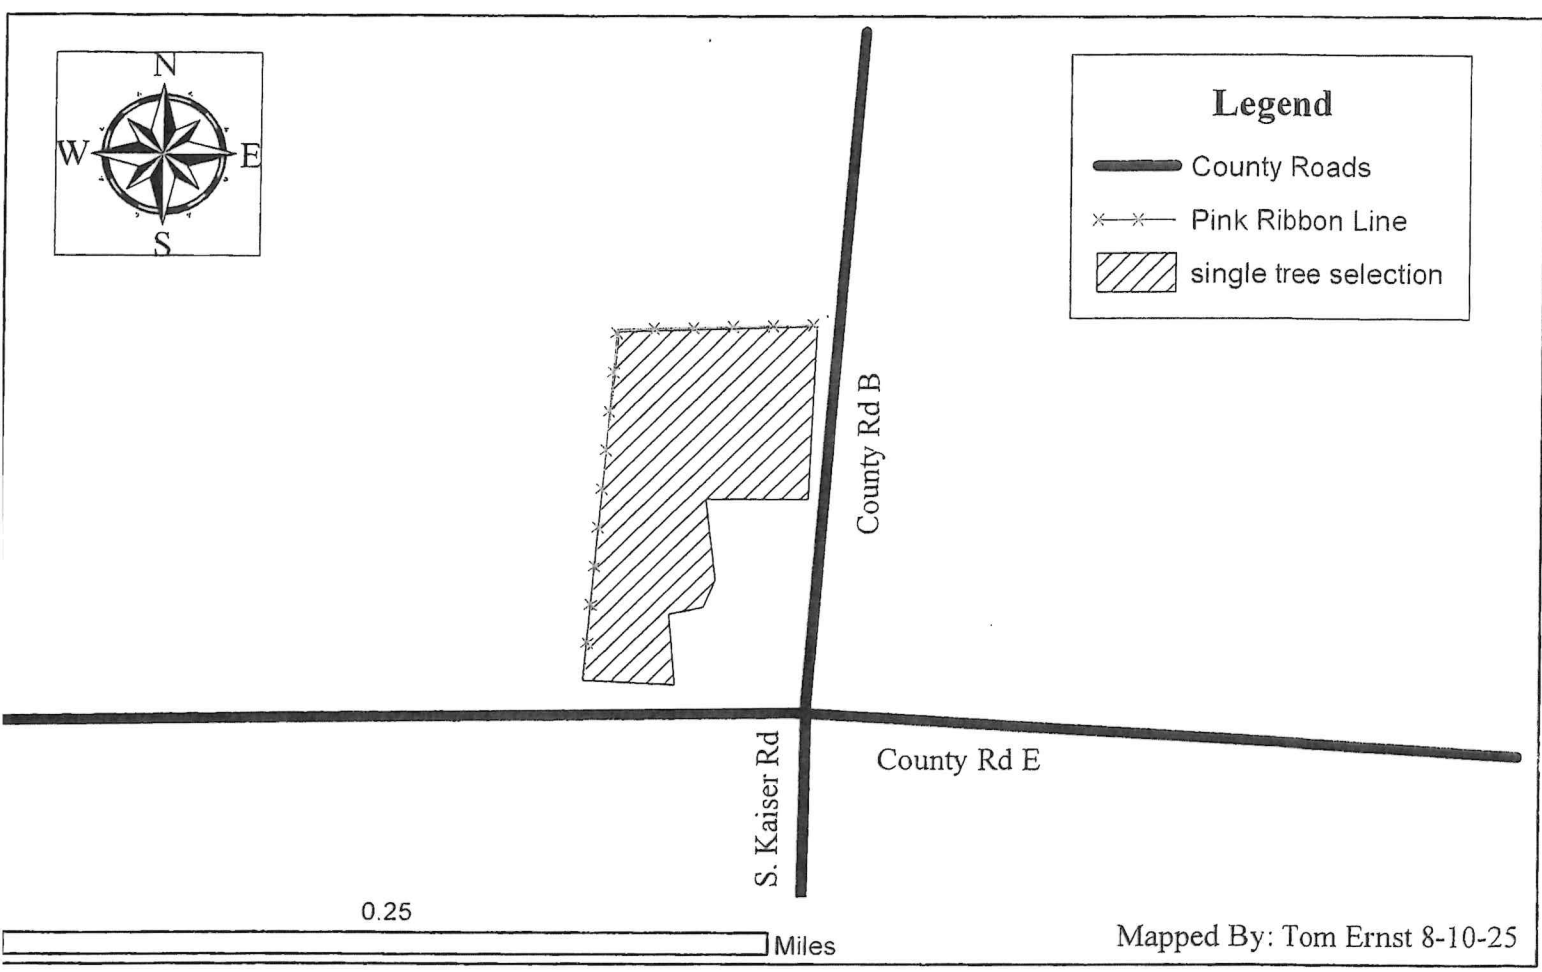 N
W
E
S
Legend
County Roads
Pink Ribbon Line
single tree selection
County Rd B
County Rd E
S. Kaiser Rd
0.25
Miles
Mapped By: Tom Ernst 8-10-25